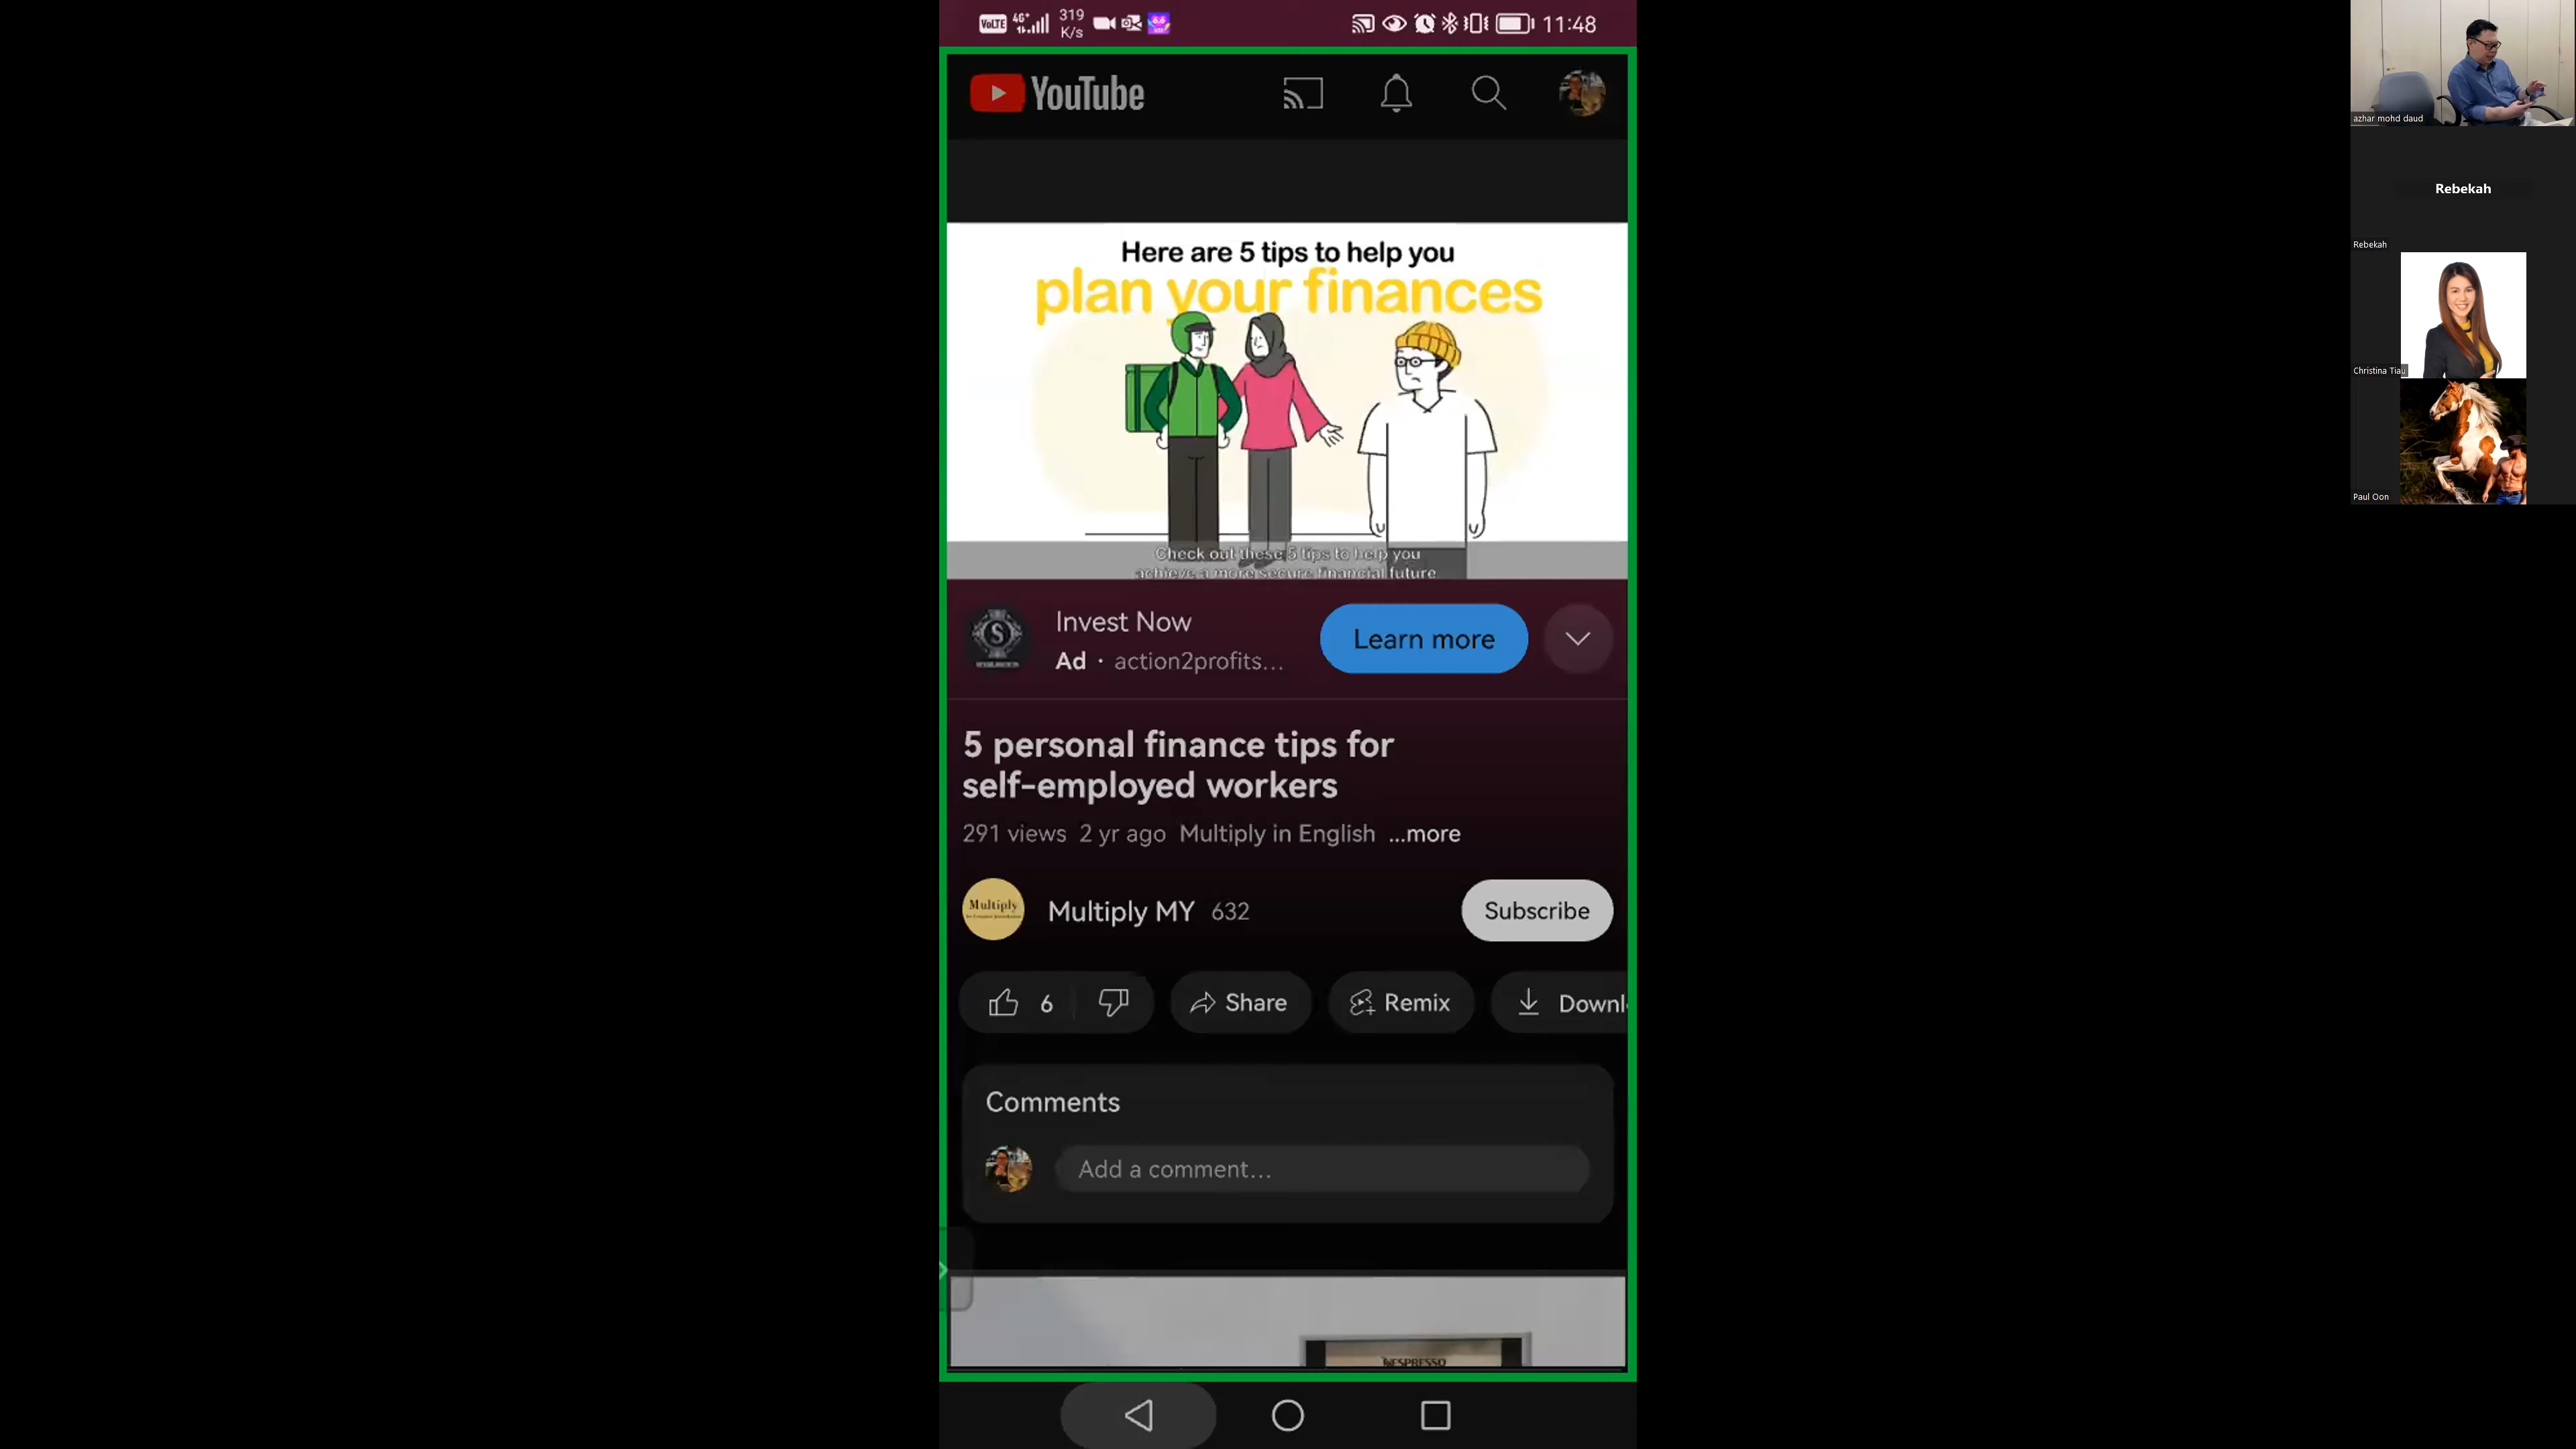 VoLTE 4G+ 319 K/s 11:48
YouTube
Here are 5 tips to help you
plan your finances
Check out these 5 tips to help you
achieve a more secure financial future
Invest Now
Learn more
Ad · action2profits...
5 personal finance tips for
self-employed workers
291 views 2 yr ago Multiply in English ...more
Multiply
Multiply MY 632
Subscribe
6
Share
Remix
Downl
Comments
Add a comment...
NESPRESSO
azhar mohd daud
Rebekah
Rebekah
Christina Tiau
Paul Oon